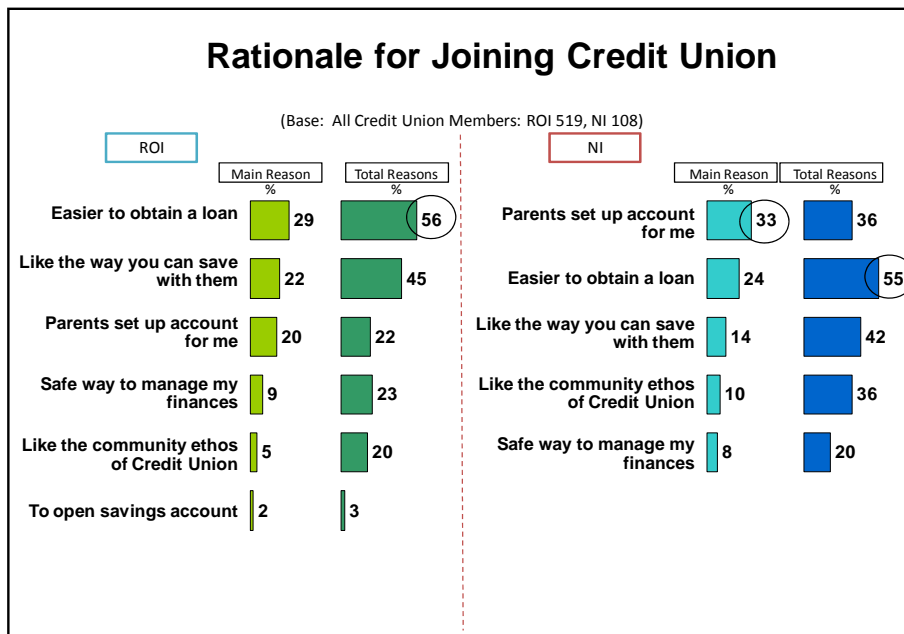 Rationale for Joining Credit Union
(Base: All Credit Union Members: ROI 519, NI 108)
ROI
Main Reason
%
Total Reasons
%
Easier to obtain a loan
29
56
Like the way you can save
with them
22
45
Parents set up account
for me
20
22
Safe way to manage my
finances
9
23
Like the community ethos
of Credit Union
5
20
To open savings account
2
3
NI
Main Reason
%
Total Reasons
%
Parents set up account
for me
33
36
Easier to obtain a loan
24
55
Like the way you can save
with them
14
42
Like the community ethos
of Credit Union
10
36
Safe way to manage my
finances
8
20